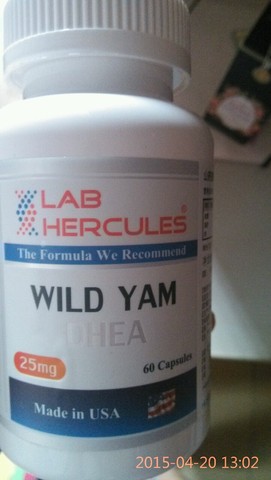 LAB
HERCULES®
The Formula We Recommend
WILD YAM
DHEA
25mg
60 Capsules
Made in USA
2015-04-20 13:02